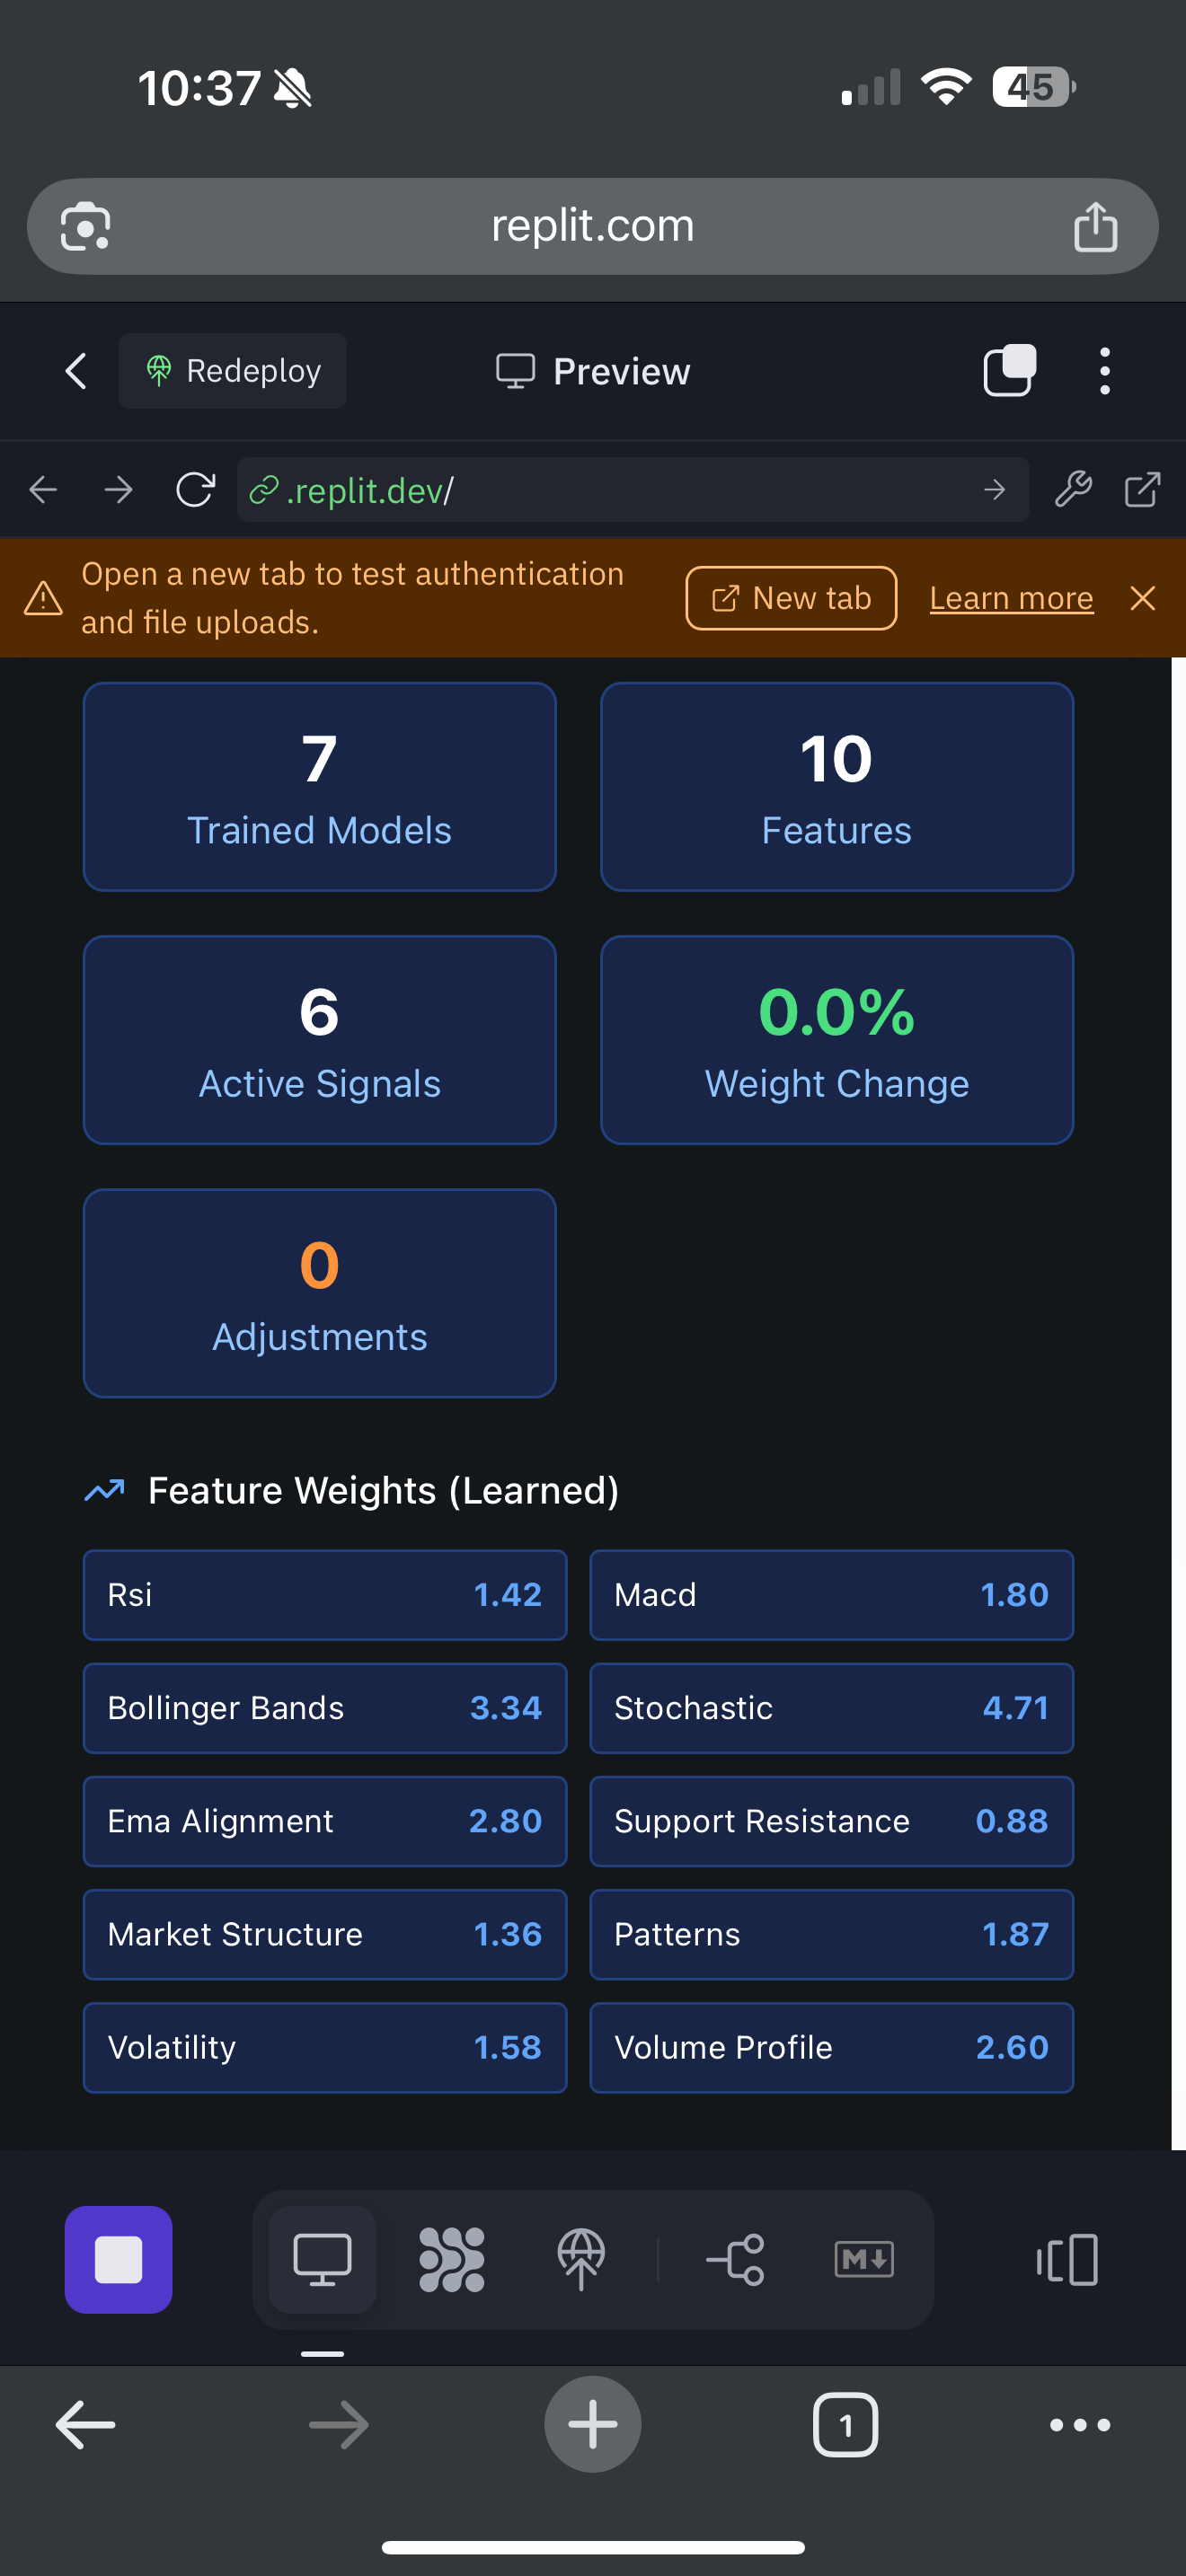 10:37
45
replit.com
Redeploy
Preview
.replit.dev/
Open a new tab to test authentication
and file uploads.
New tab
Learn more
7
Trained Models
10
Features
6
Active Signals
0.0%
Weight Change
0
Adjustments
Feature Weights (Learned)
Rsi 1.42
Macd 1.80
Bollinger Bands 3.34
Stochastic 4.71
Ema Alignment 2.80
Support Resistance 0.88
Market Structure 1.36
Patterns 1.87
Volatility 1.58
Volume Profile 2.60
M
1